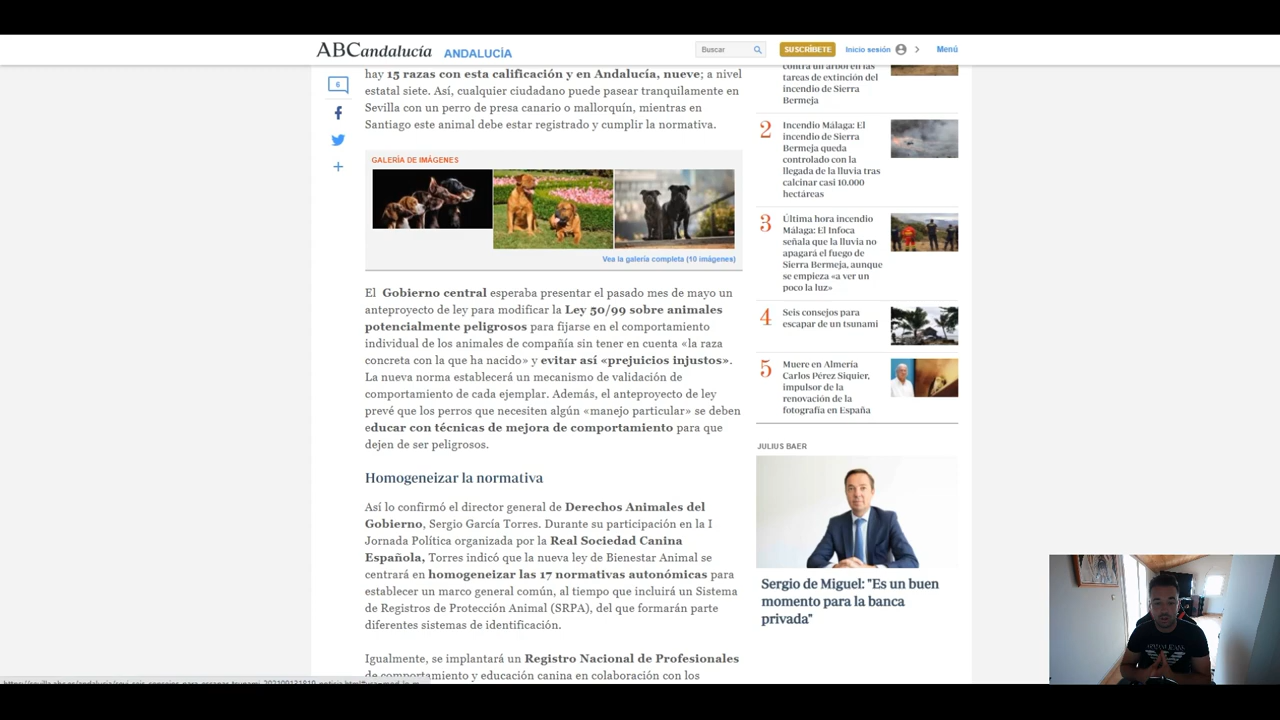 ABCandalucía ANDALUCÍA
Buscar
SUSCRÍBETE
Inicio sesión
Menú
6
hay 15 razas con esta calificación y en Andalucía, nueve; a nivel
estatal siete. Así, cualquier ciudadano puede pasear tranquilamente en
Sevilla con un perro de presa canario o mallorquín, mientras en
Santiago este animal debe estar registrado y cumplir la normativa.
GALERÍA DE IMÁGENES
Vea la galería completa (10 imágenes)
El Gobierno central esperaba presentar el pasado mes de mayo un
anteproyecto de ley para modificar la Ley 50/99 sobre animales
potencialmente peligrosos para fijarse en el comportamiento
individual de los animales de compañía sin tener en cuenta «la raza
concreta con la que ha nacido» y evitar así «prejuicios injustos».
La nueva norma establecerá un mecanismo de validación de
comportamiento de cada ejemplar. Además, el anteproyecto de ley
prevé que los perros que necesiten algún «manejo particular» se deben
educar con técnicas de mejora de comportamiento para que
dejen de ser peligrosos.
Homogeneizar la normativa
Así lo confirmó el director general de Derechos Animales del
Gobierno, Sergio García Torres. Durante su participación en la I
Jornada Política organizada por la Real Sociedad Canina
Española, Torres indicó que la nueva ley de Bienestar Animal se
centrará en homogeneizar las 17 normativas autonómicas para
establecer un marco general común, al tiempo que incluirá un Sistema
de Registros de Protección Animal (SRPA), del que formarán parte
diferentes sistemas de identificación.
Igualmente, se implantará un Registro Nacional de Profesionales
de comportamiento y educación canina en colaboración con los
contra un árbol en las
tareas de extinción del
incendio de Sierra
Bermeja
2
Incendio Málaga: El
incendio de Sierra
Bermeja queda
controlado con la
llegada de la lluvia tras
calcinar casi 10.000
hectáreas
3
Última hora incendio
Málaga: El Infoca
señala que la lluvia no
apagará el fuego de
Sierra Bermeja, aunque
se empieza «a ver un
poco la luz»
4
Seis consejos para
escapar de un tsunami
5
Muere en Almería
Carlos Pérez Siquier,
impulsor de la
renovación de la
fotografía en España
JULIUS BAER
Sergio de Miguel: "Es un buen
momento para la banca
privada"